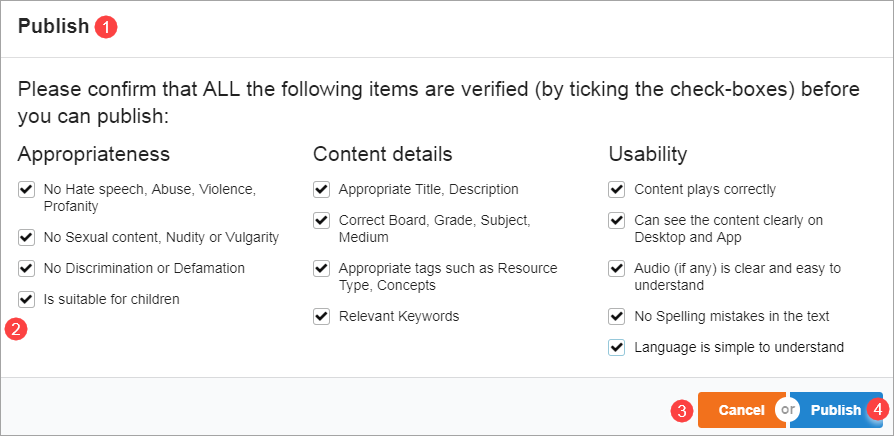 Publish 1
Please confirm that ALL the following items are verified (by ticking the check-boxes) before
you can publish:
Appropriateness
No Hate speech, Abuse, Violence,
Profanity
No Sexual content, Nudity or Vulgarity
No Discrimination or Defamation
Is suitable for children
2
Content details
Appropriate Title, Description
Correct Board, Grade, Subject,
Medium
Appropriate tags such as Resource
Type, Concepts
Relevant Keywords
Usability
Content plays correctly
Can see the content clearly on
Desktop and App
Audio (if any) is clear and easy to
understand
No Spelling mistakes in the text
Language is simple to understand
3 Cancel or Publish 4